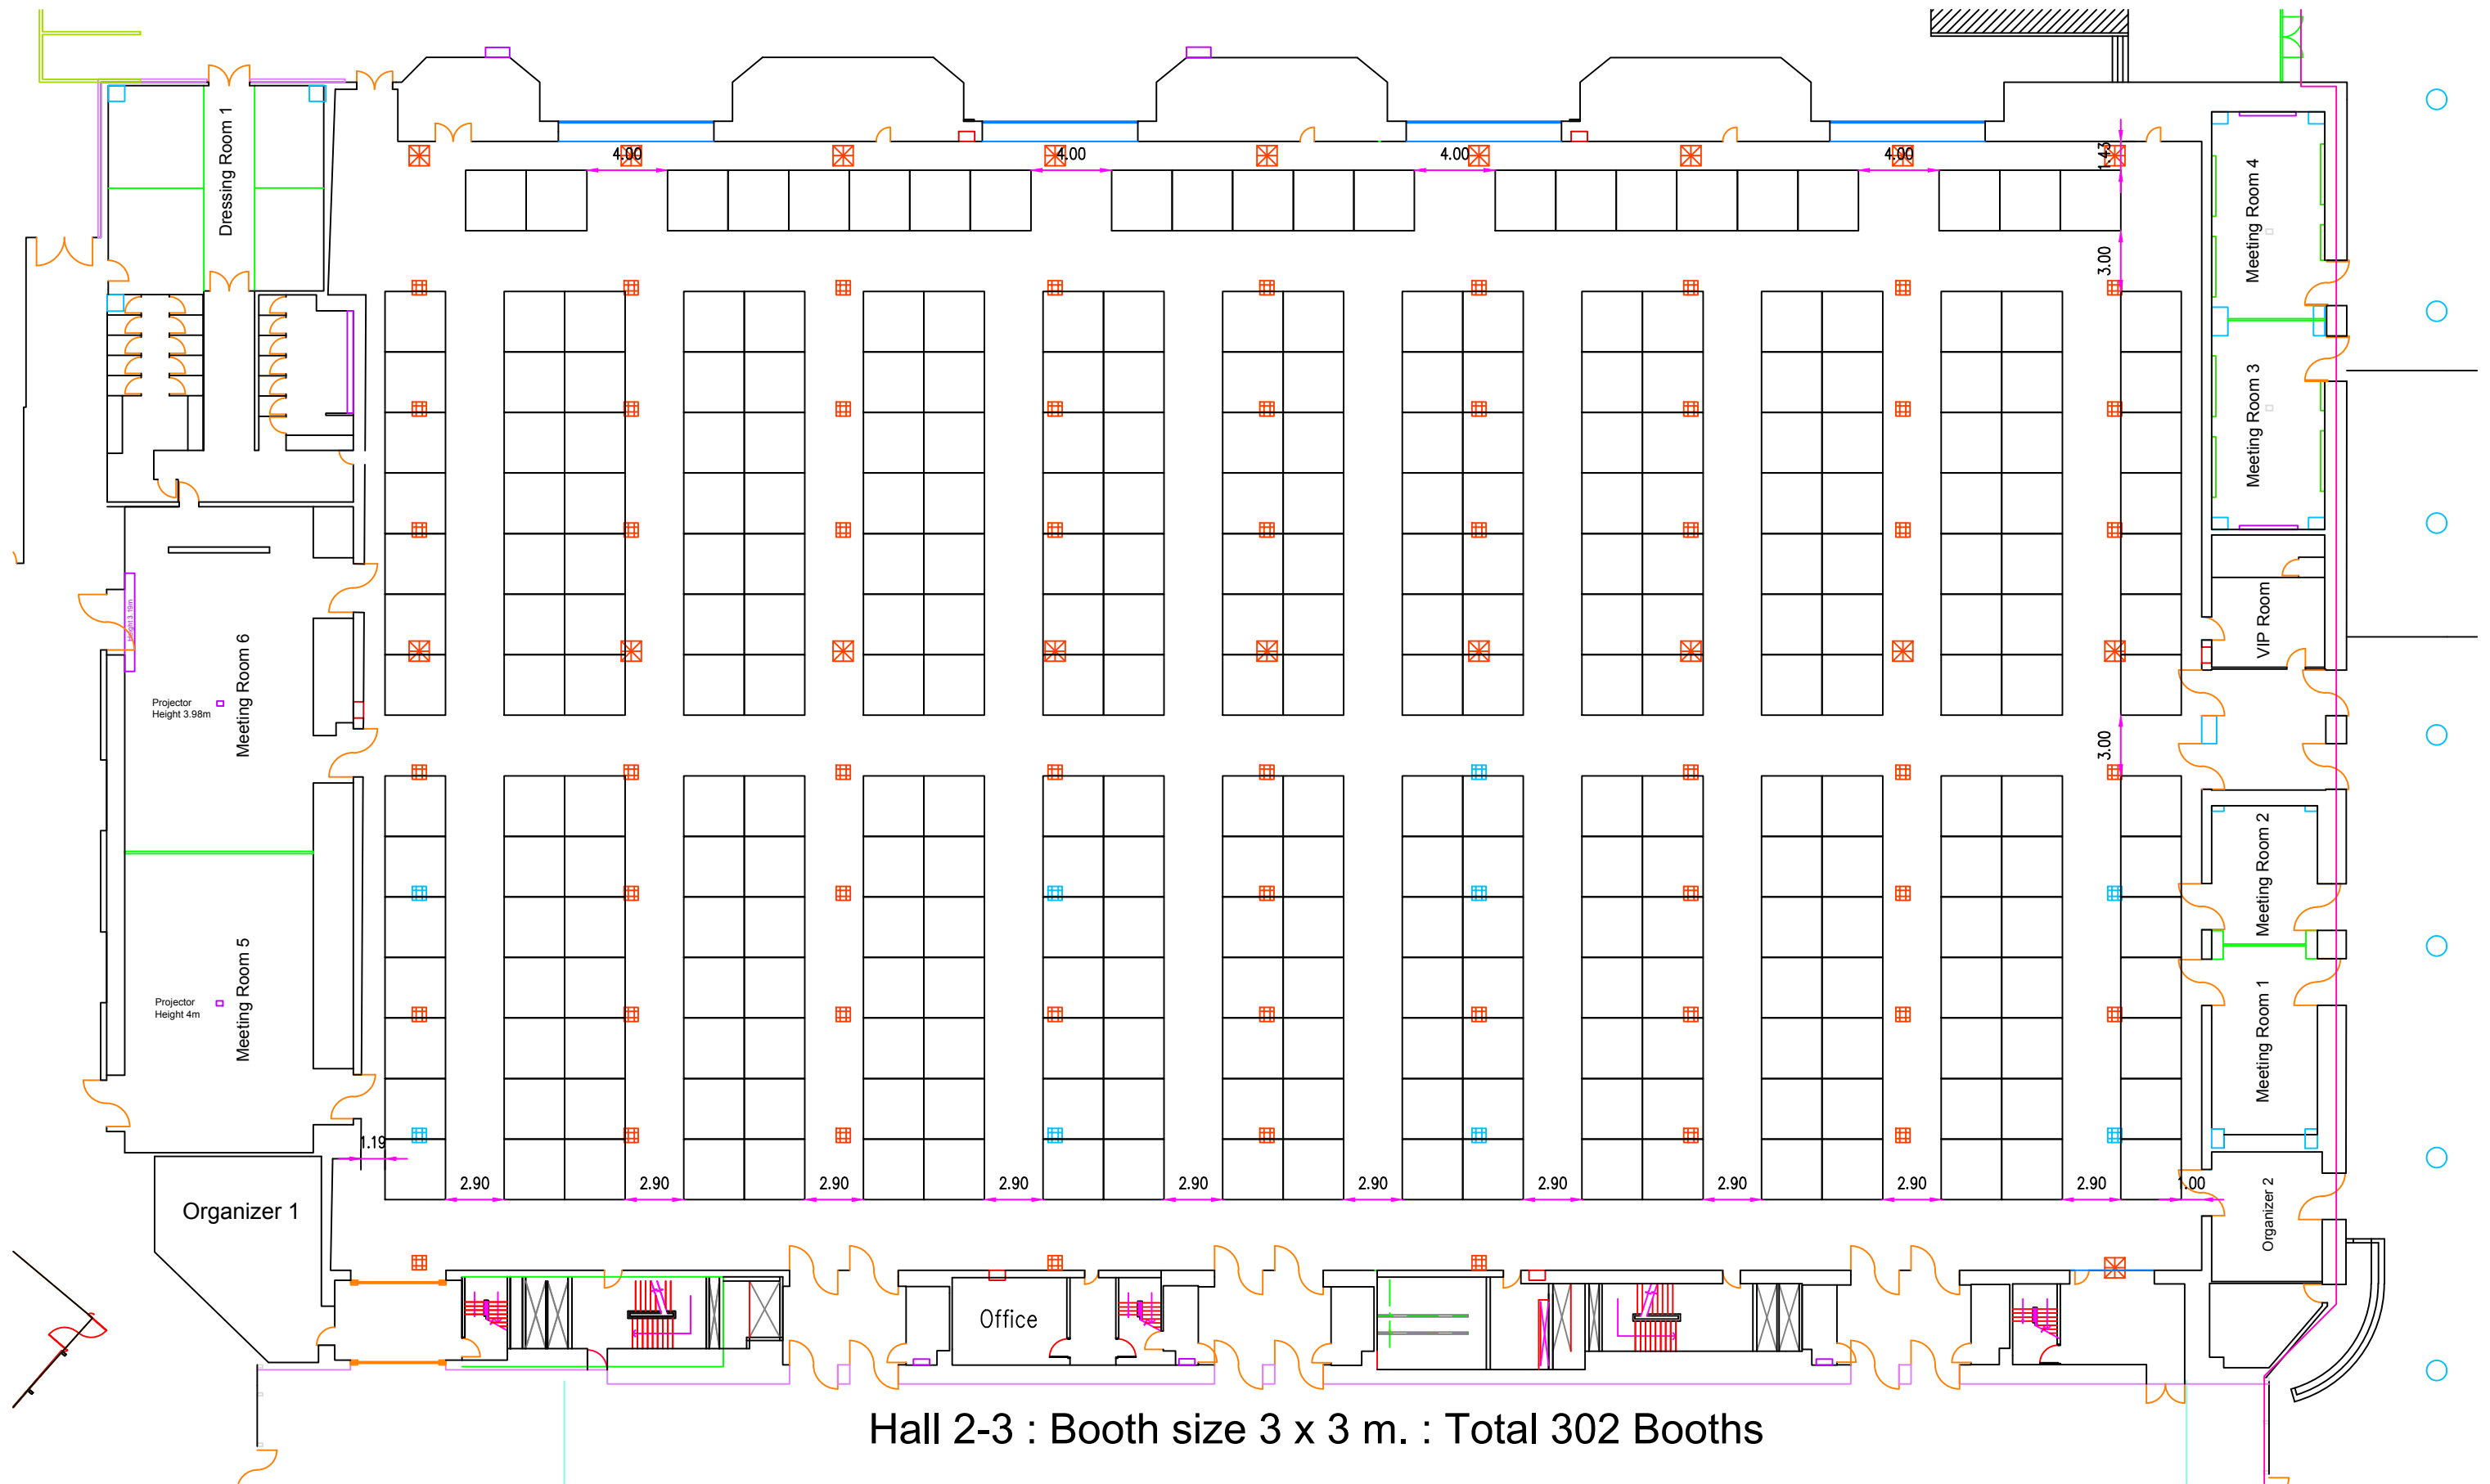 Dressing Room 1
4.00
4.00
4.00
4.00
1.43
Meeting Room 4
3.00
Meeting Room 3
VIP Room
Height 3.19m
Meeting Room 6
Projector
Height 3.98m
3.00
Meeting Room 2
Meeting Room 5
Projector
Height 4m
Meeting Room 1
1.19
2.90
2.90
2.90
2.90
2.90
2.90
2.90
2.90
2.90
2.90
1.00
Organizer 1
Organizer 2
Office
Hall 2-3 : Booth size 3 x 3 m. : Total 302 Booths